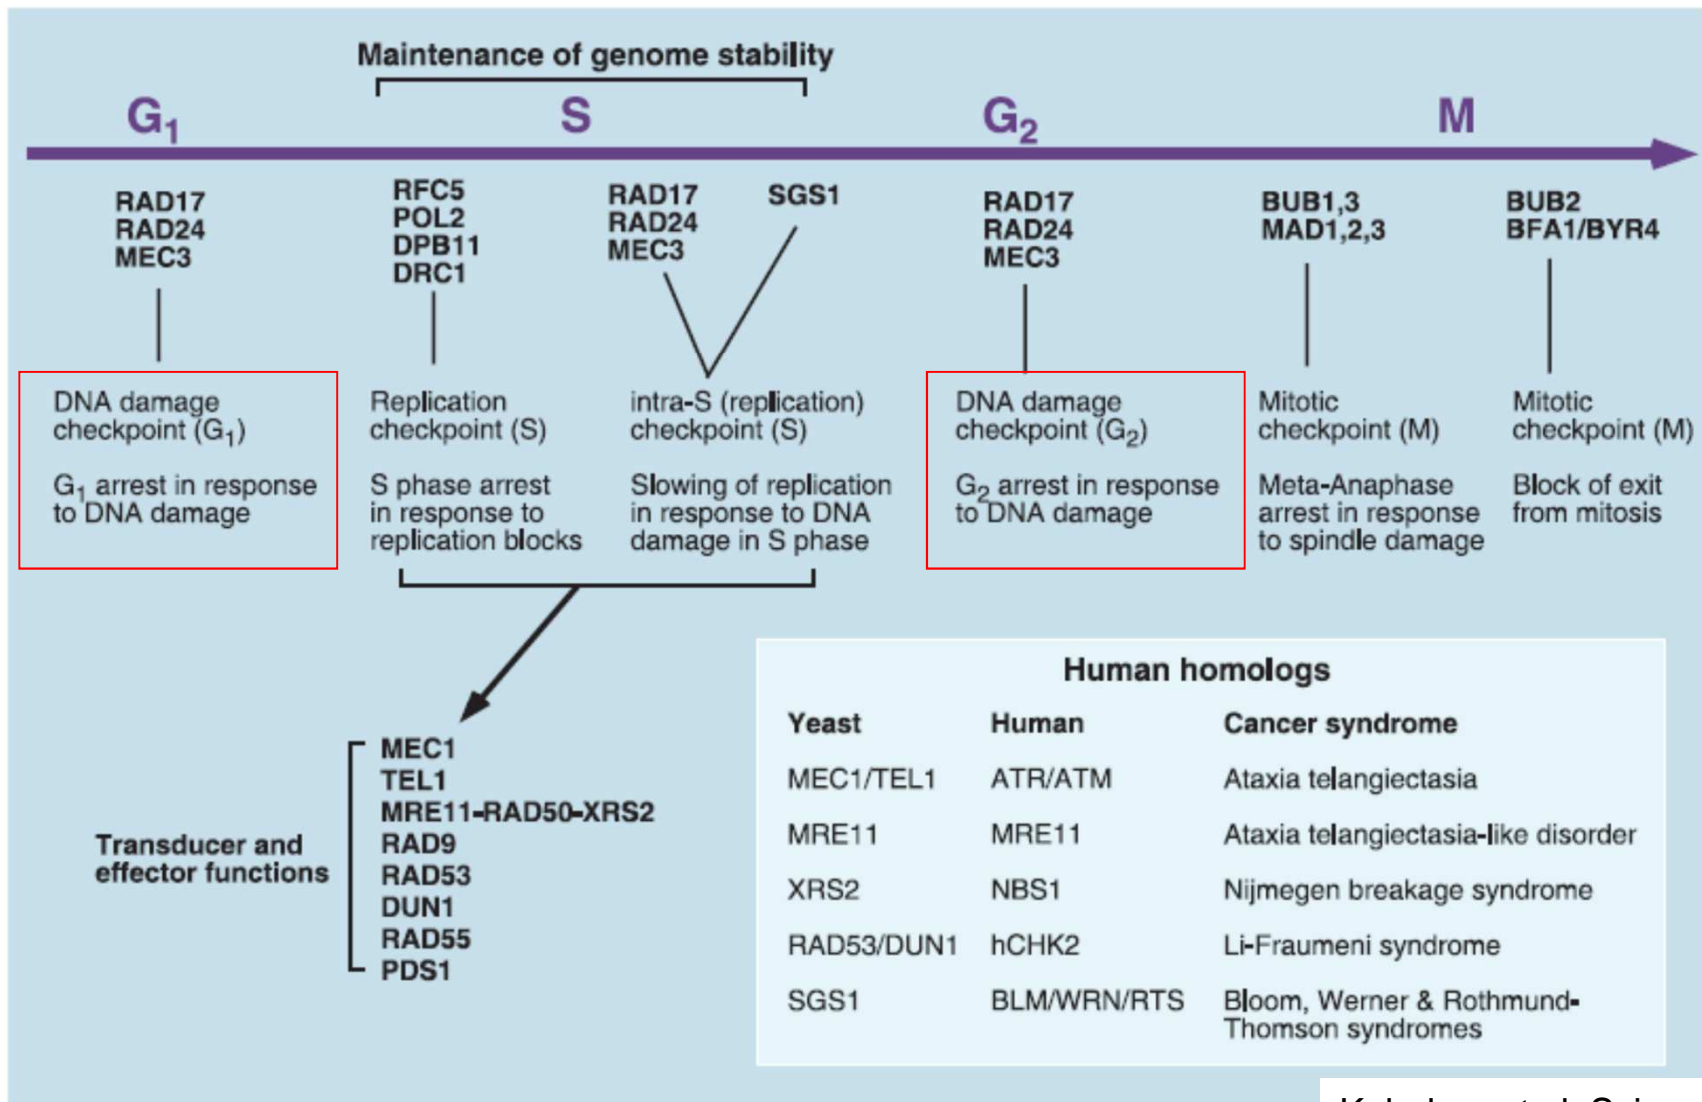 Maintenance of genome stability
G1
S
G2
M
RAD17
RAD24
MEC3
RFC5
POL2
DPB11
DRC1
RAD17
RAD24
MEC3
SGS1
RAD17
RAD24
MEC3
BUB1,3
MAD1,2,3
BUB2
BFA1/BYR4
DNA damage
checkpoint (G1)
G1 arrest in response
to DNA damage
Replication
checkpoint (S)
S phase arrest
in response to
replication blocks
intra-S (replication)
checkpoint (S)
Slowing of replication
in response to DNA
damage in S phase
DNA damage
checkpoint (G2)
G2 arrest in response
to DNA damage
Mitotic
checkpoint (M)
Meta-Anaphase
arrest in response
to spindle damage
Mitotic
checkpoint (M)
Block of exit
from mitosis
Transducer and
effector functions
MEC1
TEL1
MRE11-RAD50-XRS2
RAD9
RAD53
DUN1
RAD55
PDS1
Human homologs
Yeast Human Cancer syndrome
MEC1/TEL1 ATR/ATM Ataxia telangiectasia
MRE11 MRE11 Ataxia telangiectasia-like disorder
XRS2 NBS1 Nijmegen breakage syndrome
RAD53/DUN1 hCHK2 Li-Fraumeni syndrome
SGS1 BLM/WRN/RTS Bloom, Werner & Rothmund-
Thomson syndromes